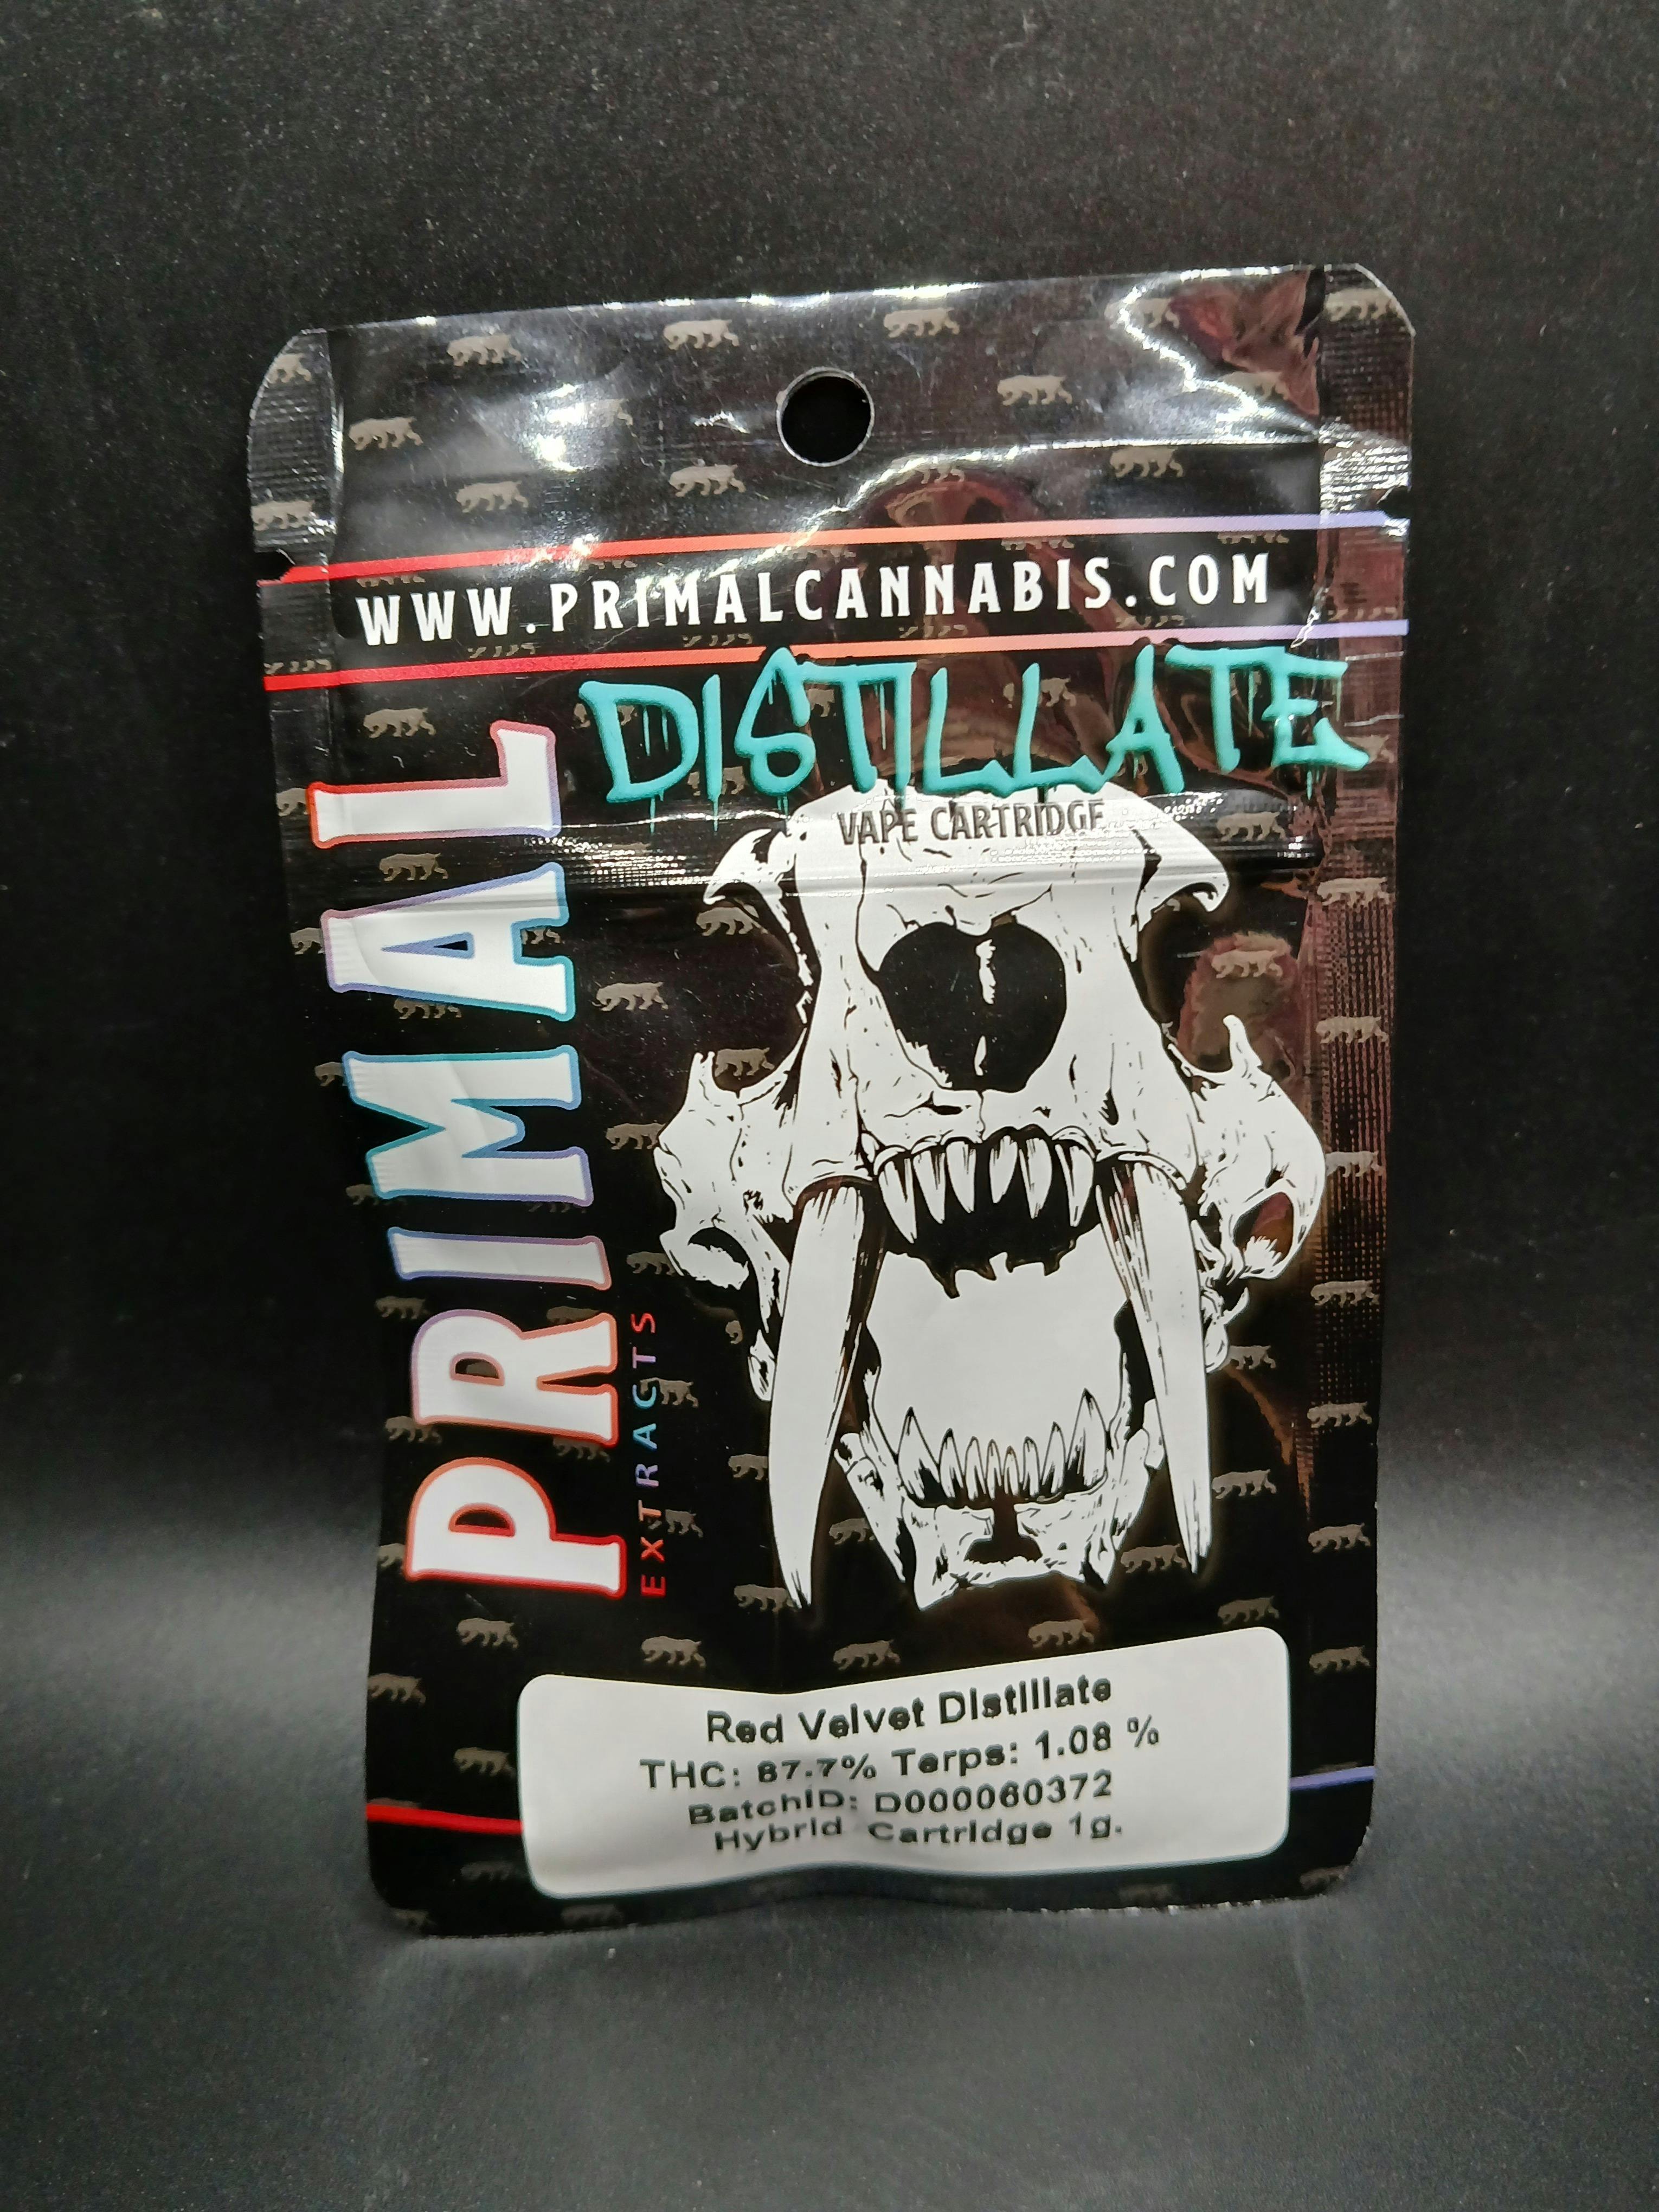 WWW.PRIMALCANNABIS.COM
DISTILLATE
VAPE CARTRIDGE
PRIMAL
EXTRACTS
Red Velvet Distillate
THC: 87.7% Terps: 1.08 %
BatchID: D000060372
Hybrid Cartridge 1g.